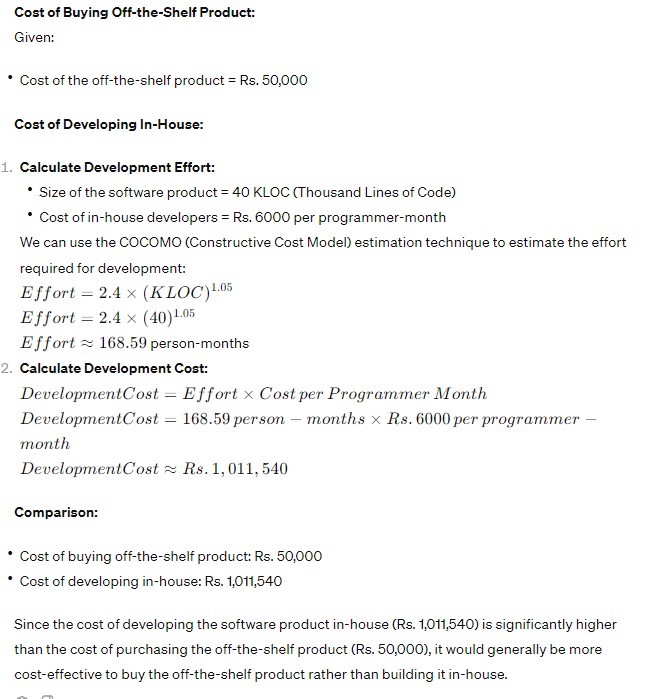 Cost of Buying Off-the-Shelf Product:
Given:
• Cost of the off-the-shelf product = Rs. 50,000
Cost of Developing In-House:
1. Calculate Development Effort:
• Size of the software product = 40 KLOC (Thousand Lines of Code)
• Cost of in-house developers = Rs. 6000 per programmer-month
We can use the COCOMO (Constructive Cost Model) estimation technique to estimate the effort
required for development:
Effort = 2.4 × (KLOC)^1.05
Effort = 2.4 × (40)^1.05
Effort ≈ 168.59 person-months
2. Calculate Development Cost:
DevelopmentCost = Effort × Cost per Programmer Month
DevelopmentCost = 168.59 person − months × Rs. 6000 per programmer −
month
DevelopmentCost ≈ Rs. 1, 011, 540
Comparison:
• Cost of buying off-the-shelf product: Rs. 50,000
• Cost of developing in-house: Rs. 1,011,540
Since the cost of developing the software product in-house (Rs. 1,011,540) is significantly higher
than the cost of purchasing the off-the-shelf product (Rs. 50,000), it would generally be more
cost-effective to buy the off-the-shelf product rather than building it in-house.